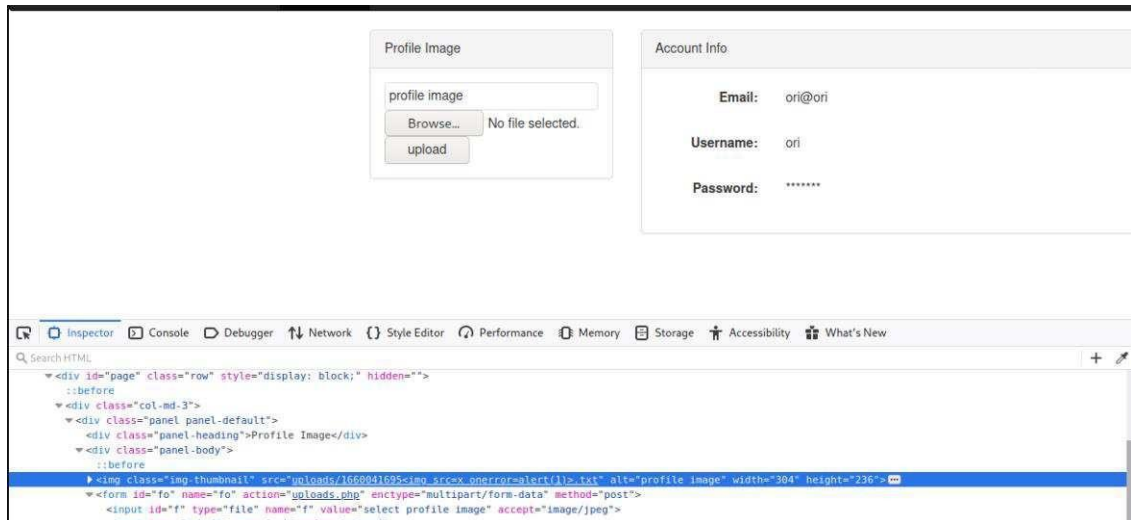 Profile Image
Account Info
profile image
Browse... No file selected.
upload
Email: ori@ori
Username: ori
Password: *******
Inspector Console Debugger Network Style Editor Performance Memory Storage Accessibility What's New
Search HTML
<div id="page" class="row" style="display: block;" hidden="">
::before
<div class="col-md-3">
<div class="panel panel-default">
<div class="panel-heading">Profile Image</div>
<div class="panel-body">
::before
<img class="img-thumbnail" src="uploads/1660041695<img src=x onerror=alert(1)>.txt" alt="profile image" width="304" height="236">
<form id="fo" name="fo" action="uploads.php" enctype="multipart/form-data" method="post">
<input id="f" type="file" name="f" value="select profile image" accept="image/jpeg">